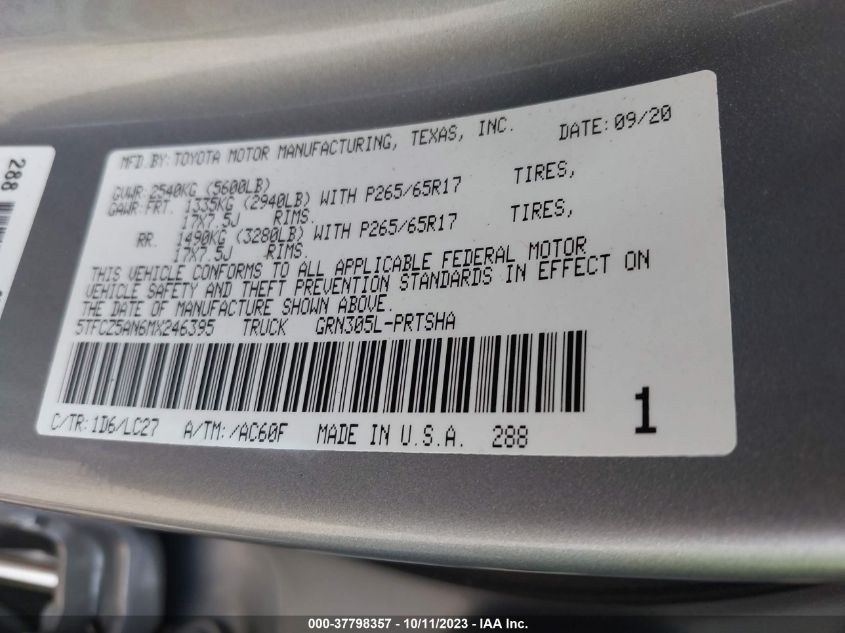 MFD.BY:TOYOTA MOTOR MANUFACTURING, TEXAS, INC. DATE:09/20
GVWR:2540KG (5600LB)
GAWR:FRT. 1335KG (2940LB) WITH P265/65R17 TIRES,
17X7.5J RIMS.
RR. 1490KG (3280LB) WITH P265/65R17 TIRES,
17X7.5J RIMS.
THIS VEHICLE CONFORMS TO ALL APPLICABLE FEDERAL MOTOR
VEHICLE SAFETY AND THEFT PREVENTION STANDARDS IN EFFECT ON
THE DATE OF MANUFACTURE SHOWN ABOVE.
5TFCZ5AN6MX246395 TRUCK GRN305L-PRTSHA
1
C/TR:1D6/LC27 A/TM:/AC60F MADE IN U.S.A. 288
288
000-37798357 - 10/11/2023 - © IAA Inc.